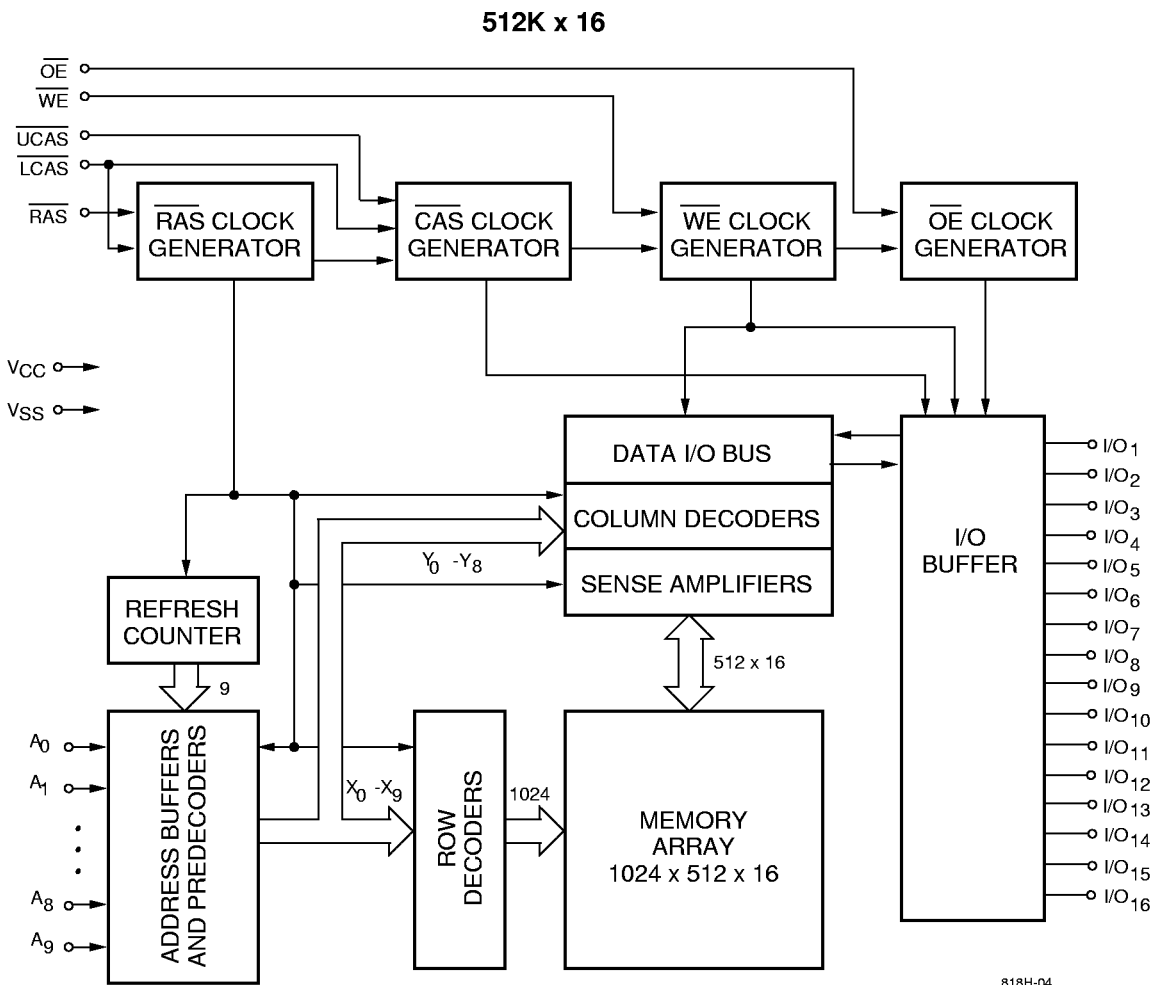 512K x 16
OE
WE
UCAS
LCAS
RAS
RAS CLOCK
GENERATOR
CAS CLOCK
GENERATOR
WE CLOCK
GENERATOR
OE CLOCK
GENERATOR
VCC
VSS
DATA I/O BUS
COLUMN DECODERS
SENSE AMPLIFIERS
Y0 -Y8
REFRESH
COUNTER
9
512 x 16
I/O
BUFFER
I/O1
I/O2
I/O3
I/O4
I/O5
I/O6
I/O7
I/O8
I/O9
I/O10
I/O11
I/O12
I/O13
I/O14
I/O15
I/O16
A0
A1
A8
A9
ADDRESS BUFFERS
AND PREDECODERS
X0 -X9
ROW
DECODERS
1024
MEMORY
ARRAY
1024 x 512 x 16
818H-04